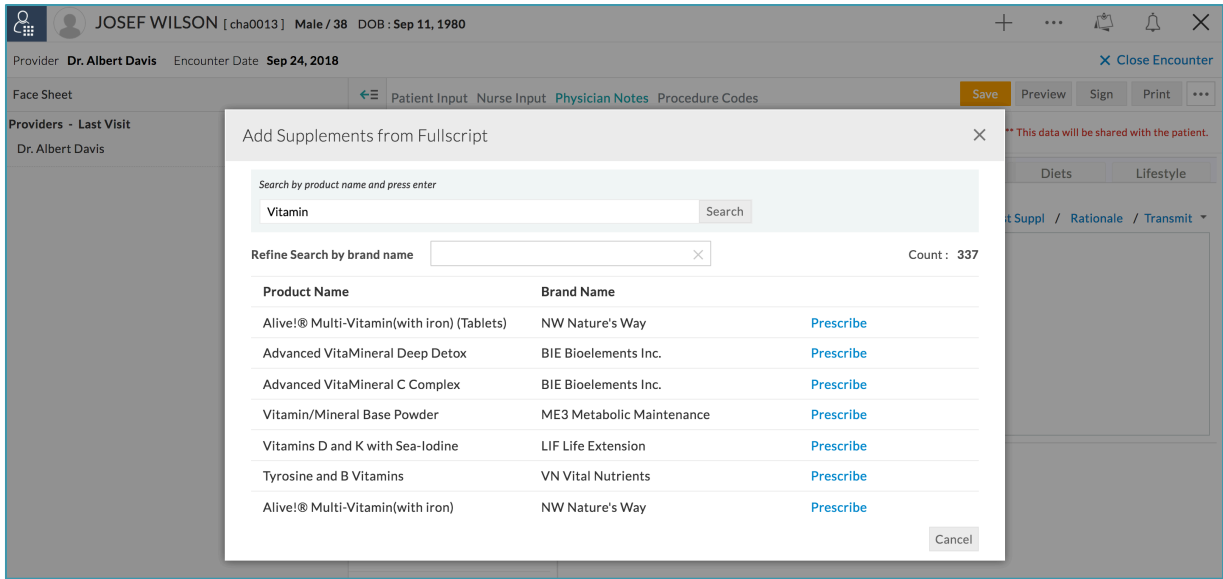 JOSEF WILSON [ cha0013 ] Male / 38 DOB : Sep 11, 1980
Provider Dr. Albert Davis Encounter Date Sep 24, 2018 Close Encounter
Face Sheet
Patient Input Nurse Input Physician Notes Procedure Codes Save Preview Sign Print
Providers - Last Visit
Dr. Albert Davis
** This data will be shared with the patient.
Diets Lifestyle
Suppl / Rationale / Transmit
Add Supplements from Fullscript
Search by product name and press enter
Vitamin Search
Refine Search by brand name Count : 337
Product Name Brand Name
Alive!® Multi-Vitamin(with iron) (Tablets) NW Nature's Way Prescribe
Advanced VitaMineral Deep Detox BIE Bioelements Inc. Prescribe
Advanced VitaMineral C Complex BIE Bioelements Inc. Prescribe
Vitamin/Mineral Base Powder ME3 Metabolic Maintenance Prescribe
Vitamins D and K with Sea-Iodine LIF Life Extension Prescribe
Tyrosine and B Vitamins VN Vital Nutrients Prescribe
Alive!® Multi-Vitamin(with iron) NW Nature's Way Prescribe
Cancel